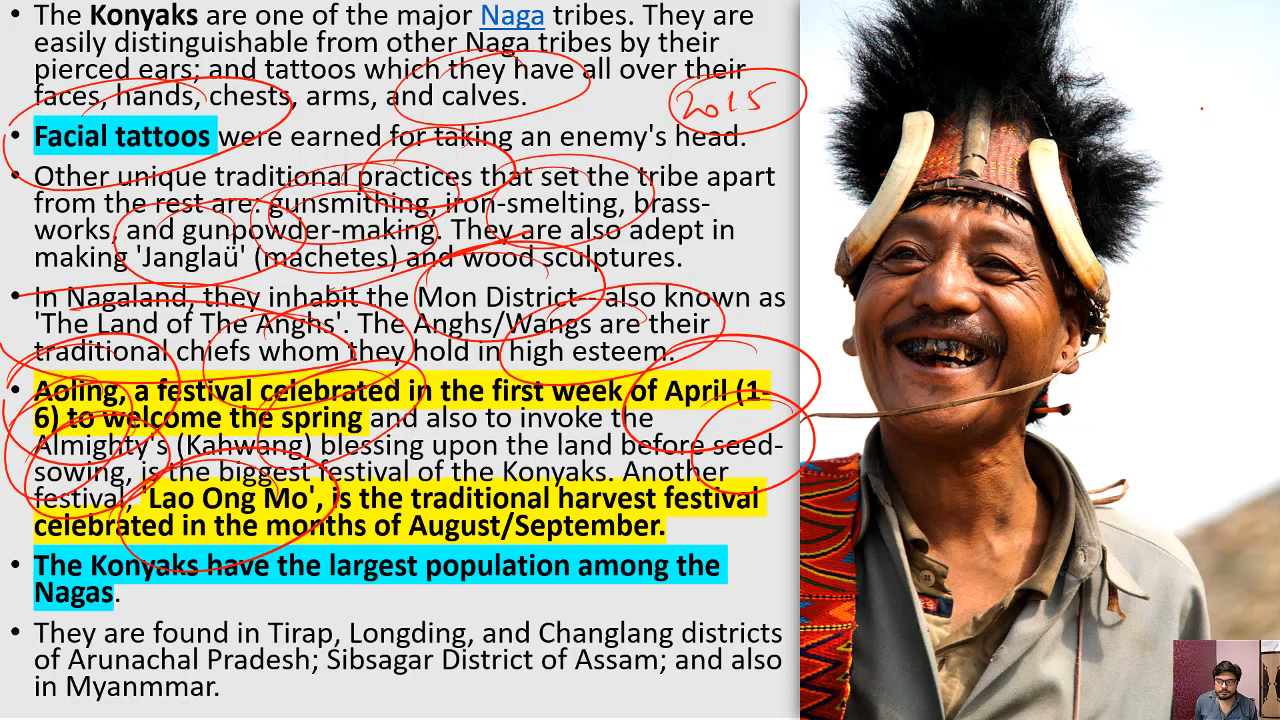 • The Konyaks are one of the major Naga tribes. They are
easily distinguishable from other Naga tribes by their
pierced ears; and tattoos which they have all over their
faces, hands, chests, arms, and calves.
2015
• Facial tattoos were earned for taking an enemy's head.
• Other unique traditional practices that set the tribe apart
from the rest are: gunsmithing, iron-smelting, brass-
works, and gunpowder-making. They are also adept in
making 'Janglaü' (machetes) and wood sculptures.
• In Nagaland, they inhabit the Mon District-- also known as
'The Land of The Anghs'. The Anghs/Wangs are their
traditional chiefs whom they hold in high esteem.
• Aoling, a festival celebrated in the first week of April (1-
6) to welcome the spring and also to invoke the
Almighty's (Kahwang) blessing upon the land before seed-
sowing, is the biggest festival of the Konyaks. Another
festival, 'Lao Ong Mo', is the traditional harvest festival
celebrated in the months of August/September.
• The Konyaks have the largest population among the
Nagas.
• They are found in Tirap, Longding, and Changlang districts
of Arunachal Pradesh; Sibsagar District of Assam; and also
in Myanmmar.